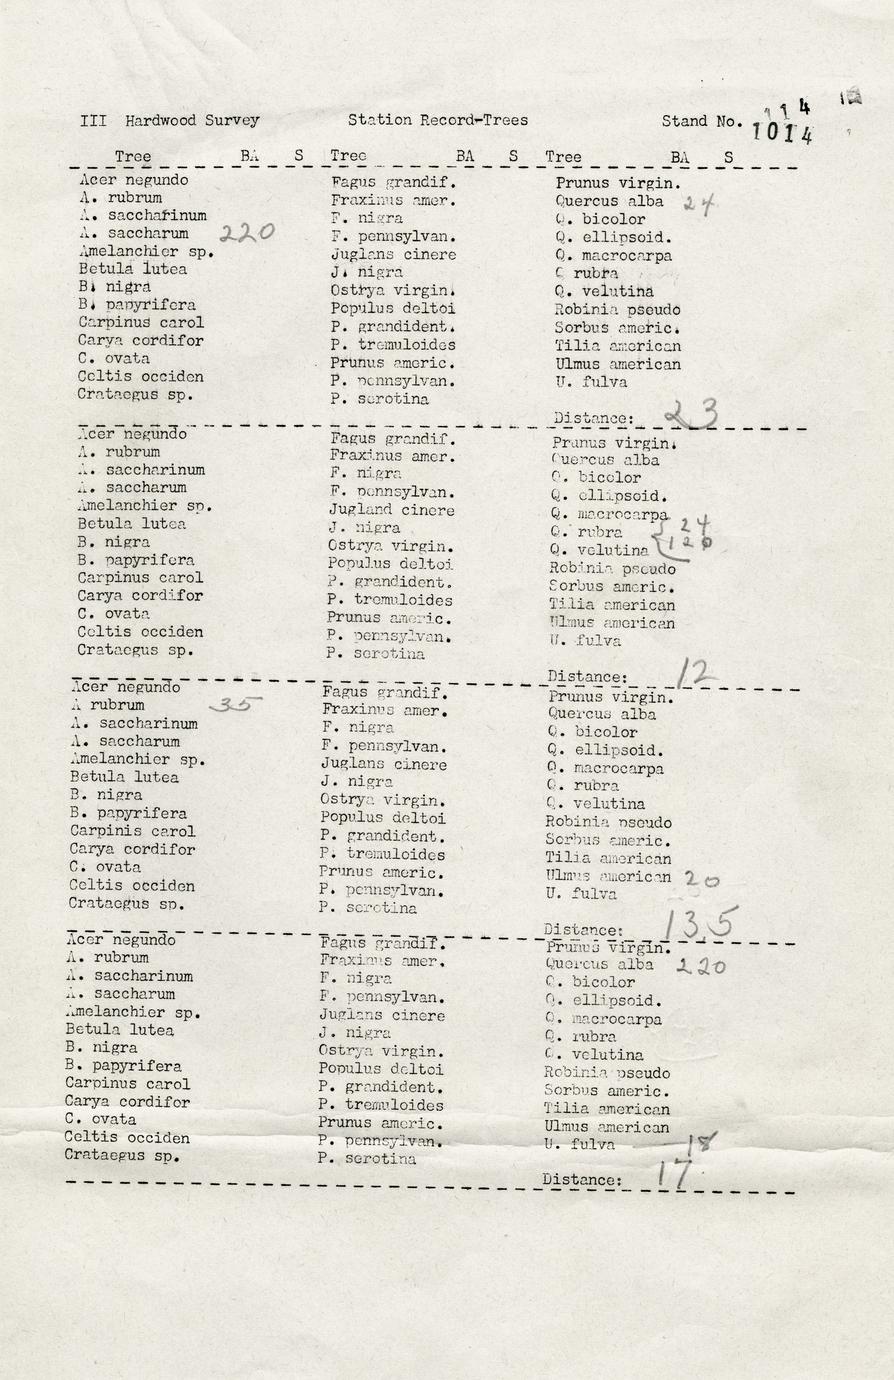 III Hardwood Survey Station Record-Trees Stand No. 114
1014
Tree BA S Tree BA S Tree BA S
Acer negundo Fagus grandif. Prunus virgin.
A. rubrum Fraxinus amer. Quercus alba 24
A. saccharinum F. nigra Q. bicolor
A. saccharum 220 F. pennsylvan. Q. ellipsoid.
Amelanchier sp. Juglans cinere Q. macrocarpa
Betula lutea J. nigra Q rubra
B. nigra Ostrya virgin. Q. velutina
B. papyrifera Populus deltoi Robinia pseudo
Carpinus carol P. grandident. Sorbus americ.
Carya cordifor P. tremuloides Tilia american
C. ovata Prunus americ. Ulmus american
Celtis occiden P. pennsylvan. U. fulva
Crataegus sp. P. serotina
Distance: 23
Acer negundo Fagus grandif. Prunus virgin.
A. rubrum Fraxinus amer. Quercus alba
A. saccharinum F. nigra Q. bicolor
A. saccharum F. pennsylvan. Q. ellipsoid.
Amelanchier sp. Jugland cinere Q. macrocarpa
Betula lutea J. nigra Q. rubra 24
B. nigra Ostrya virgin. Q. velutina 120
B. papyrifera Populus deltoi Robinia pseudo
Carpinus carol P. grandident. Sorbus americ.
Carya cordifor P. tremuloides Tilia american
C. ovata Prunus americ. Ulmus american
Celtis occiden P. pennsylvan. U. fulva
Crataegus sp. P. serotina
Distance: 12
Acer negundo Fagus grandif. Prunus virgin.
A rubrum 35 Fraxinus amer. Quercus alba
A. saccharinum F. nigra Q. bicolor
A. saccharum F. pennsylvan. Q. ellipsoid.
Amelanchier sp. Juglans cinere Q. macrocarpa
Betula lutea J. nigra Q. rubra
B. nigra Ostrya virgin. Q. velutina
B. papyrifera Populus deltoi Robinia pseudo
Carpinis carol P. grandident. Sorbus americ.
Carya cordifor P. tremuloides Tilia american
C. ovata Prunus americ. Ulmus american 20
Celtis occiden P. pennsylvan. U. fulva
Crataegus sp. P. serotina
Distance: 13.5
Acer negundo Fagus grandif. Prunus virgin.
A. rubrum Fraxinus amer. Quercus alba 220
A. saccharinum F. nigra Q. bicolor
A. saccharum F. pennsylvan. Q. ellipsoid.
Amelanchier sp. Juglans cinere Q. macrocarpa
Betula lutea J. nigra Q. rubra
B. nigra Ostrya virgin. Q. velutina
B. papyrifera Populus deltoi Robinia pseudo
Carpinus carol P. grandident. Sorbus americ.
Carya cordifor P. tremuloides Tilia american
C. ovata Prunus americ. Ulmus american
Celtis occiden P. pennsylvan. U. fulva 18
Crataegus sp. P. serotina
Distance: 17